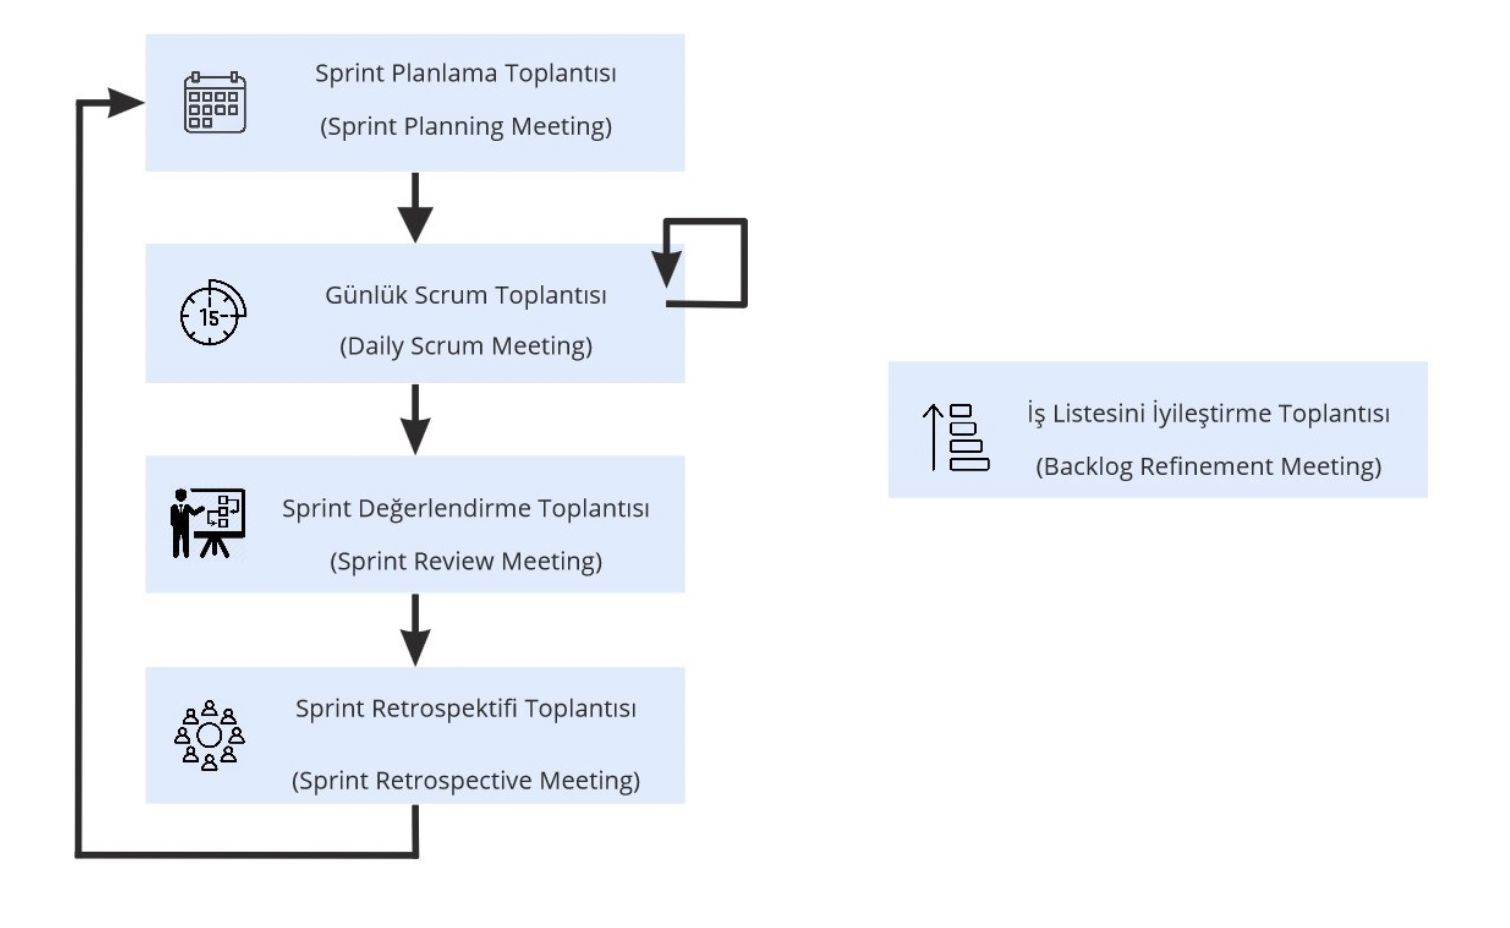 Sprint Planlama Toplantısı
(Sprint Planning Meeting)
Günlük Scrum Toplantısı
(Daily Scrum Meeting)
15
Sprint Değerlendirme Toplantısı
(Sprint Review Meeting)
Sprint Retrospektifi Toplantısı
(Sprint Retrospective Meeting)
İş Listesini İyileştirme Toplantısı
(Backlog Refinement Meeting)